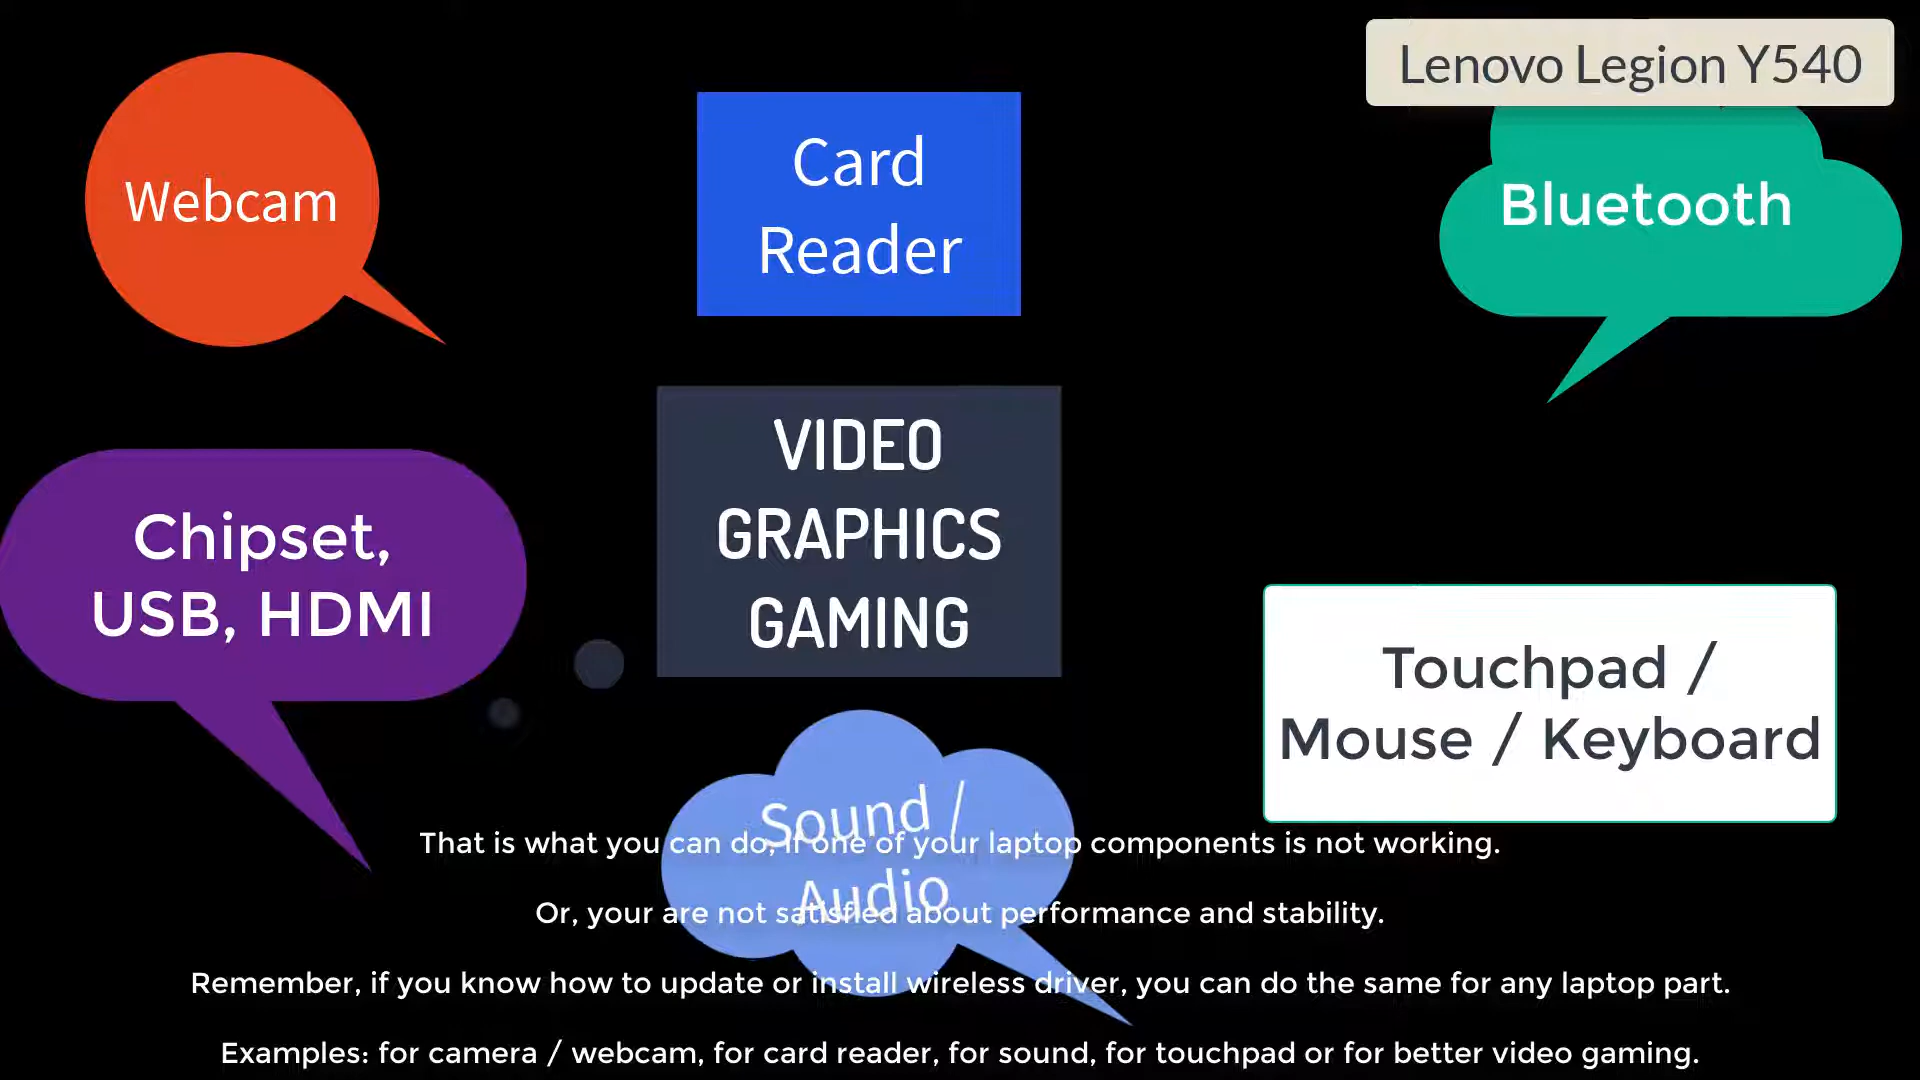 Lenovo Legion Y540
Webcam
Card
Reader
Bluetooth
VIDEO
GRAPHICS
GAMING
Chipset,
USB, HDMI
Touchpad /
Mouse / Keyboard
Sound /
Audio
That is what you can do, if one of your laptop components is not working.
Or, your are not satisfied about performance and stability.
Remember, if you know how to update or install wireless driver, you can do the same for any laptop part.
Examples: for camera / webcam, for card reader, for sound, for touchpad or for better video gaming.